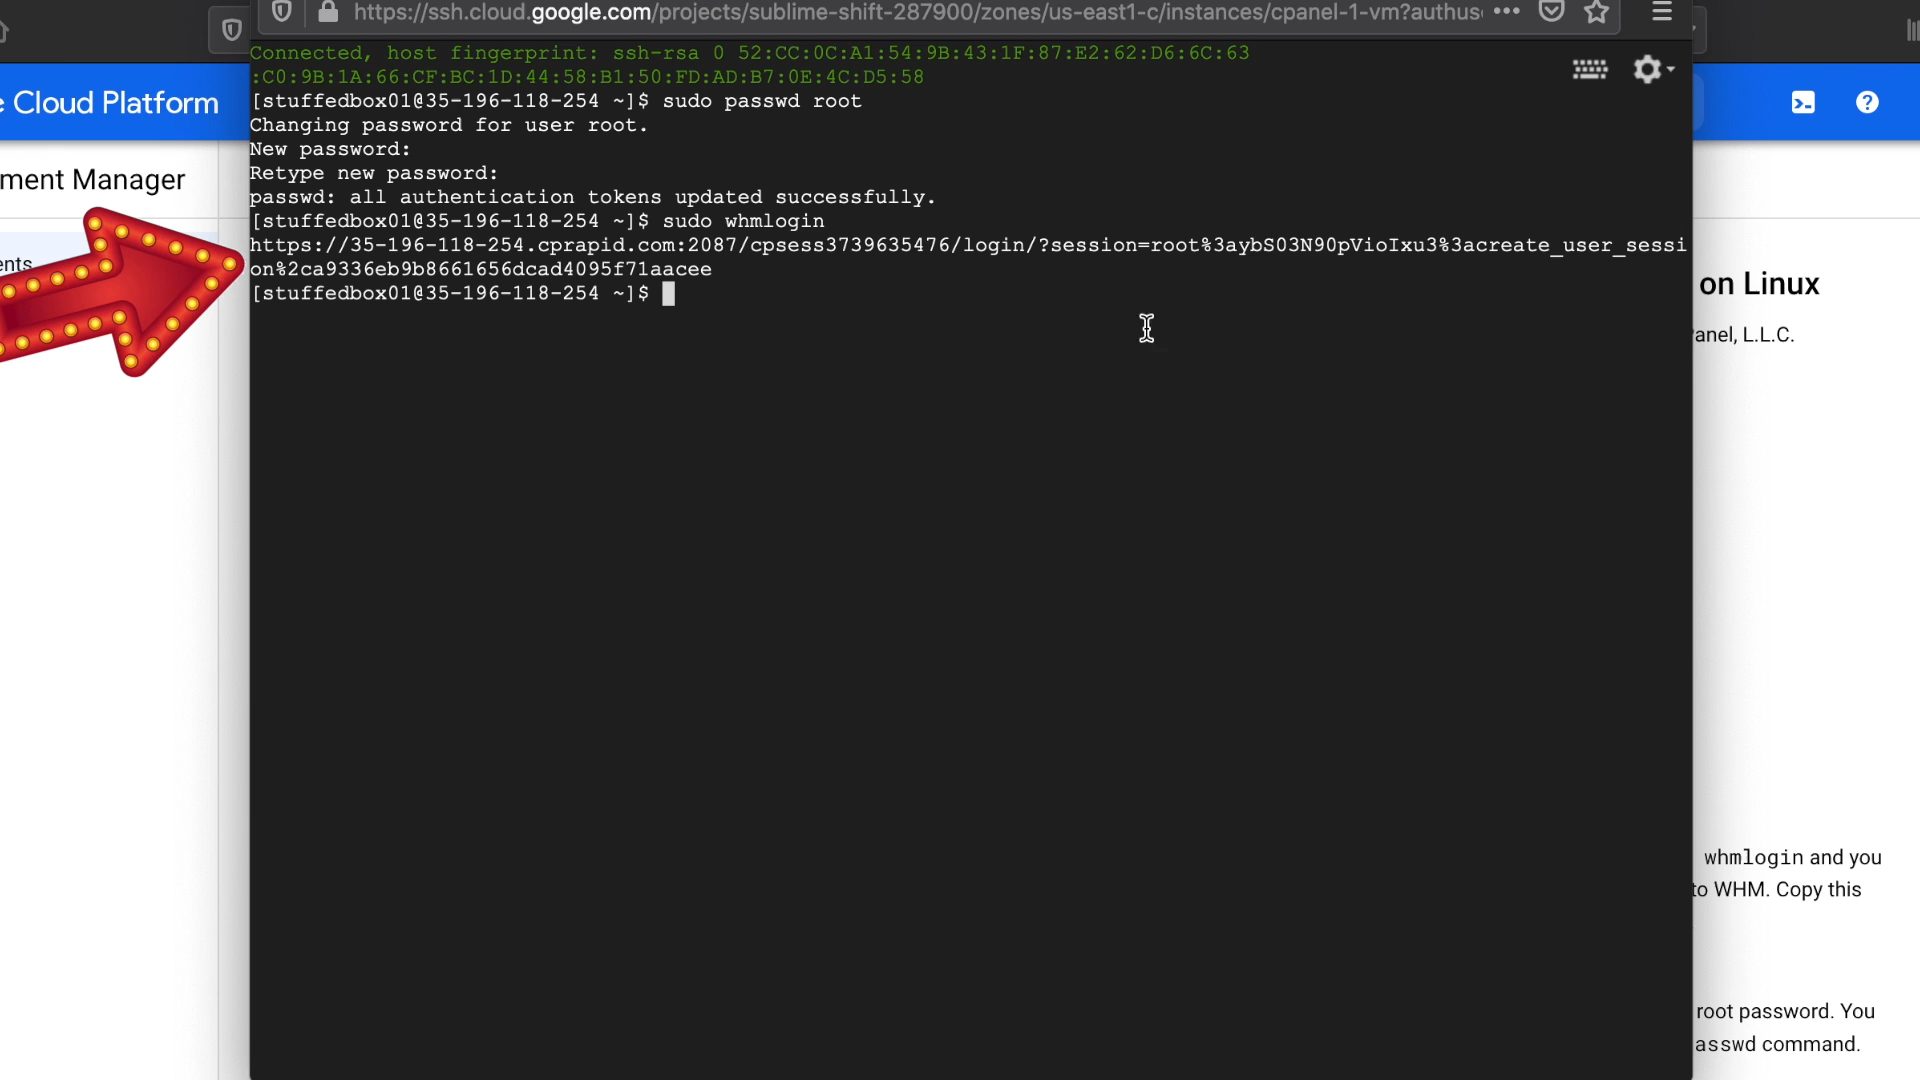 https://ssh.cloud.google.com/projects/sublime-shift-287900/zones/us-east1-c/instances/cpanel-1-vm?authus
Connected, host fingerprint: ssh-rsa 0 52:CC:0C:A1:54:9B:43:1F:87:E2:62:D6:6C:63
:C0:9B:1A:66:CF:BC:1D:44:58:B1:50:FD:AD:B7:0E:4C:D5:58
[stuffedbox01@35-196-118-254 ~]$ sudo passwd root
Changing password for user root.
New password:
Retype new password:
passwd: all authentication tokens updated successfully.
[stuffedbox01@35-196-118-254 ~]$ sudo whmlogin
https://35-196-118-254.cprapid.com:2087/cpsess3739635476/login/?session=root%3aybS03N90pVioIxu3%3acreate_user_sessi
on%2ca9336eb9b8661656dcad4095f71aacee
[stuffedbox01@35-196-118-254 ~]$
e Cloud Platform
ment Manager
ents
on Linux
anel, L.L.C.
whmlogin and you
to WHM. Copy this
root password. You
asswd command.